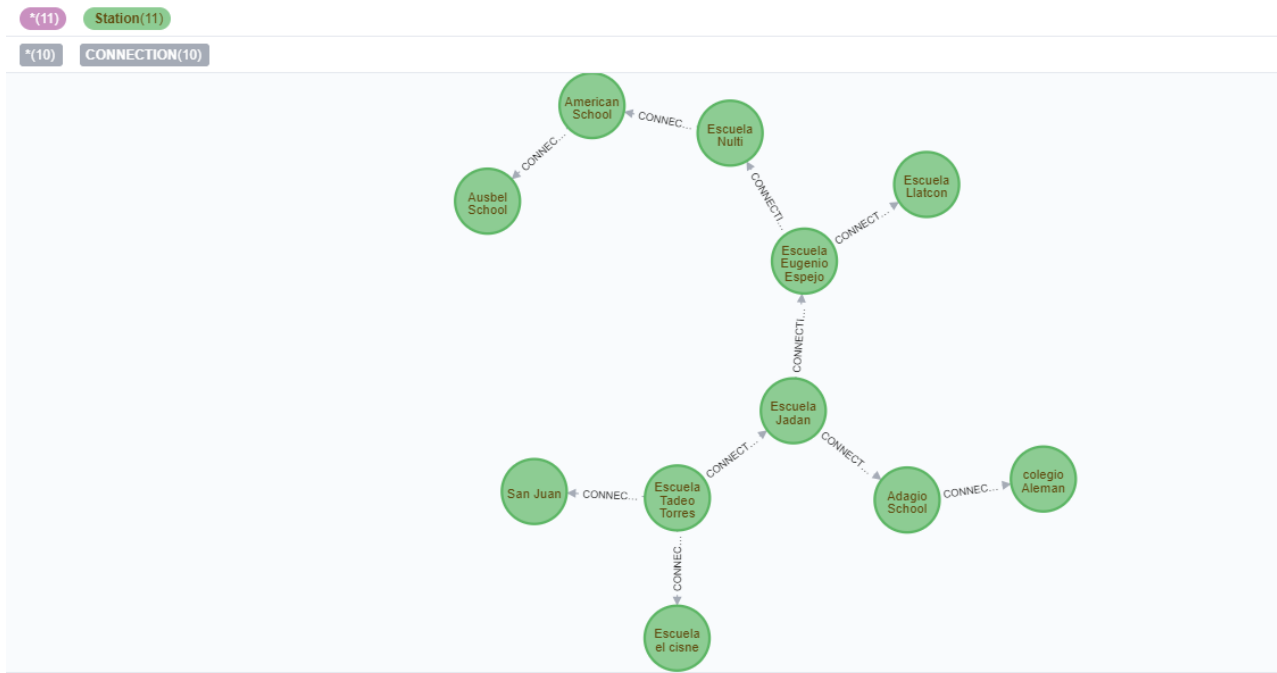 *(11) Station(11)
*(10) CONNECTION(10)
American
School
CONNEC...
Escuela
Nulti
CONNEC...
Ausbel
School
CONNECTI...
Escuela
Llatcon
CONNECT...
Escuela
Eugenio
Espejo
CONNECTI...
Escuela
Jadan
CONNECT...
CONNECT...
San Juan
CONNEC...
Escuela
Tadeo
Torres
Adagio
School
CONNEC...
colegio
Aleman
CONNEC...
Escuela
el cisne